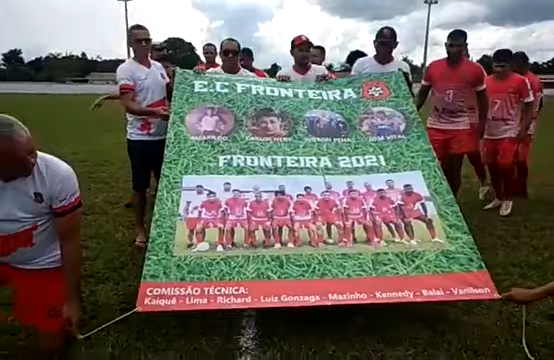 E.C FRONTEIRA
FRONTEIRA 2021
COMISSÃO TÉCNICA:
Kaiquê - Lima - Richard - Luiz Gonzaga - Mazinho - Kennedy - Balai - Vanilson